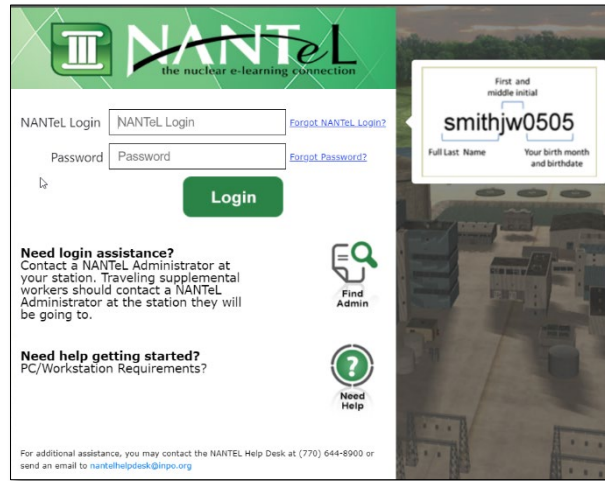 NANTeL
the nuclear e-learning connection
NANTeL Login
NANTeL Login
Forgot NANTeL Login?
Password
Password
Forgot Password?
Login
First and
middle initial
smithjw0505
Full Last Name
Your birth month
and birthdate
Need login assistance?
Contact a NANTeL Administrator at
your station. Traveling supplemental
workers should contact a NANTeL
Administrator at the station they will
be going to.
Find
Admin
Need help getting started?
PC/Workstation Requirements?
?
Need
Help
For additional assistance, you may contact the NANTEL Help Desk at (770) 644-8900 or
send an email to nantelhelpdesk@inpo.org